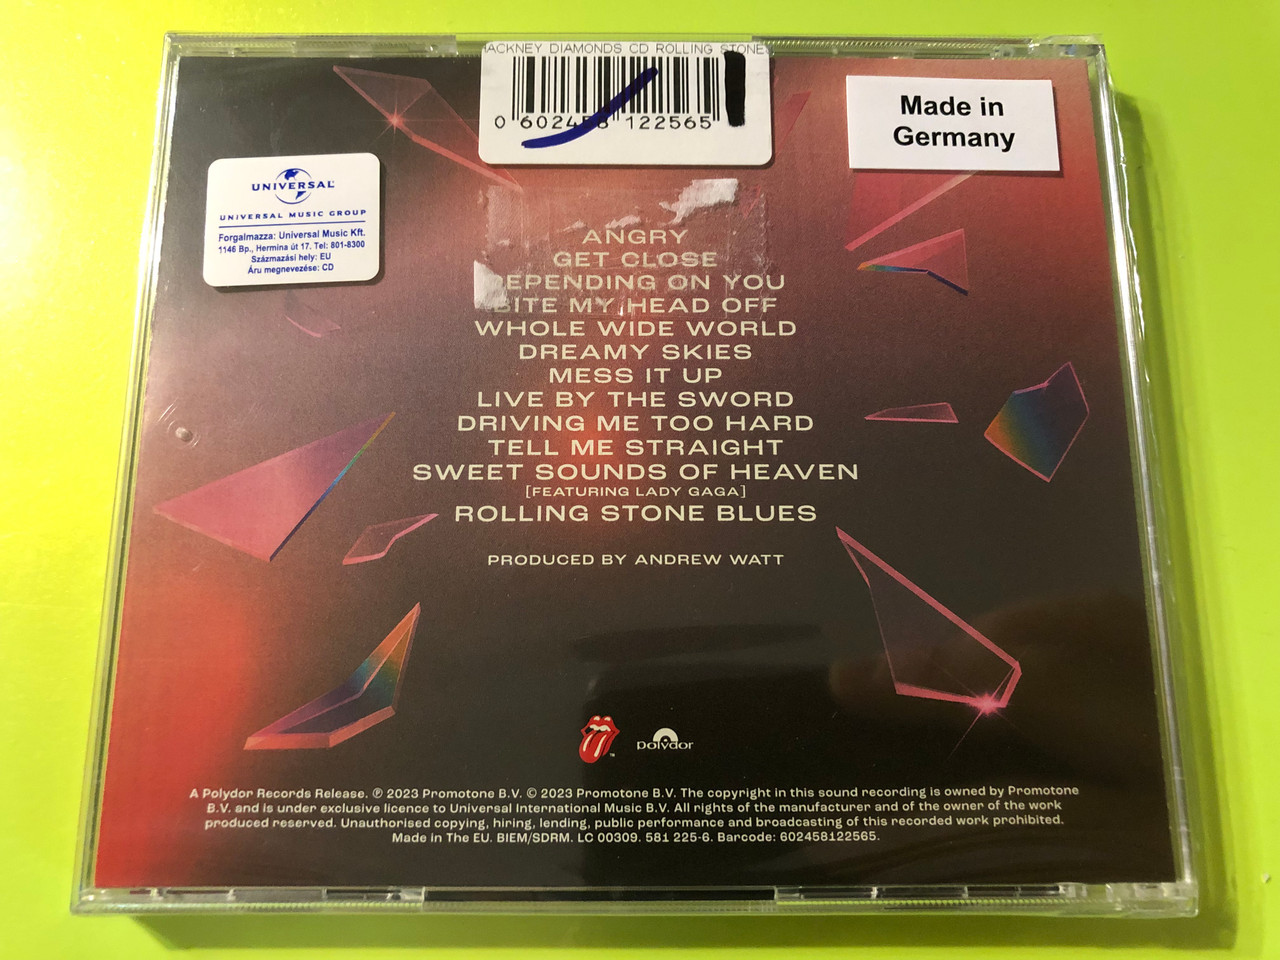 HACKNEY DIAMONDS CD ROLLING STONES
0 602458 122565
Made in
Germany
UNIVERSAL
UNIVERSAL MUSIC GROUP
Forgalmazza: Universal Music Kft.
1146 Bp., Hermina út 17. Tel: 801-8300
Származási hely: EU
Áru megnevezése: CD
ANGRY
GET CLOSE
DEPENDING ON YOU
BITE MY HEAD OFF
WHOLE WIDE WORLD
DREAMY SKIES
MESS IT UP
LIVE BY THE SWORD
DRIVING ME TOO HARD
TELL ME STRAIGHT
SWEET SOUNDS OF HEAVEN
[FEATURING LADY GAGA]
ROLLING STONE BLUES
PRODUCED BY ANDREW WATT
TM
polydor
A Polydor Records Release. ℗ 2023 Promotone B.V. © 2023 Promotone B.V. The copyright in this sound recording is owned by Promotone
B.V. and is under exclusive licence to Universal International Music B.V. All rights of the manufacturer and of the owner of the work
produced reserved. Unauthorised copying, hiring, lending, public performance and broadcasting of this recorded work prohibited.
Made in The EU. BIEM/SDRM. LC 00309. 581 225-6. Barcode: 602458122565.